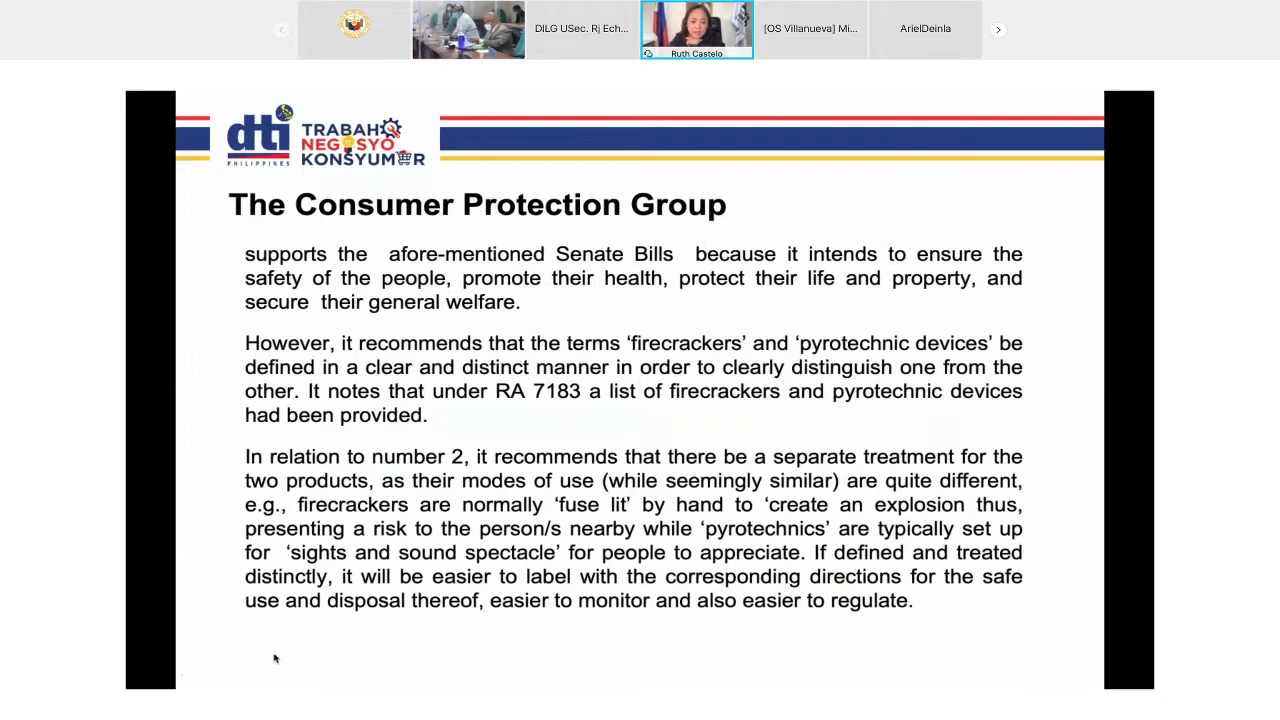 DILG USec. Rj Ech...
Ruth Castelo
[OS Villanueva] Mi...
ArielDeinla
dti
PHILIPPINES
TRABAHO
NEGOSYO
KONSYUMER
The Consumer Protection Group
supports the afore-mentioned Senate Bills because it intends to ensure the
safety of the people, promote their health, protect their life and property, and
secure their general welfare.
However, it recommends that the terms ‘firecrackers’ and ‘pyrotechnic devices’ be
defined in a clear and distinct manner in order to clearly distinguish one from the
other. It notes that under RA 7183 a list of firecrackers and pyrotechnic devices
had been provided.
In relation to number 2, it recommends that there be a separate treatment for the
two products, as their modes of use (while seemingly similar) are quite different,
e.g., firecrackers are normally ‘fuse lit’ by hand to ‘create an explosion thus,
presenting a risk to the person/s nearby while ‘pyrotechnics’ are typically set up
for ‘sights and sound spectacle’ for people to appreciate. If defined and treated
distinctly, it will be easier to label with the corresponding directions for the safe
use and disposal thereof, easier to monitor and also easier to regulate.